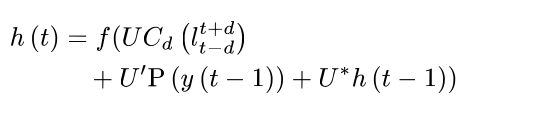 h (t) = f(UC_d (l_{t-d}^{t+d})
+ U′P (y (t − 1)) + U*h (t − 1))